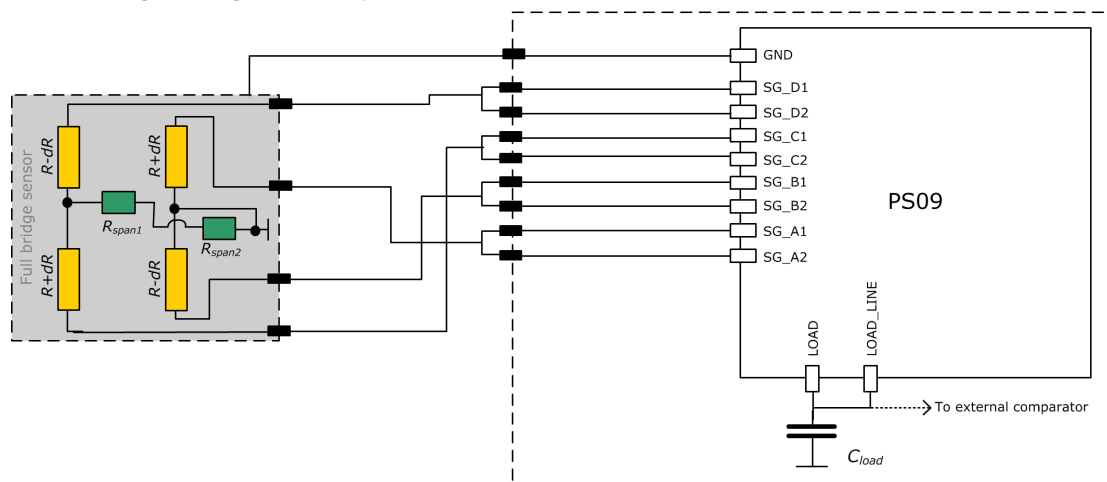 GND
SG_D1
SG_D2
SG_C1
SG_C2
SG_B1
SG_B2
SG_A1
SG_A2
PS09
LOAD
LOAD_LINE
To external comparator
Cload
Full bridge sensor
R-dR
R+dR
Rspan1
Rspan2
R+dR
R-dR